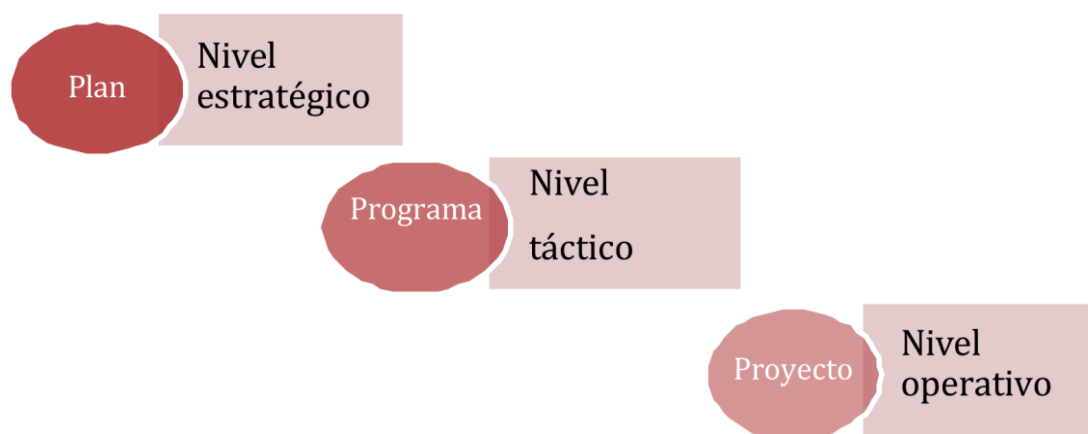 Plan
Nivel
estratégico
Programa
Nivel
táctico
Proyecto
Nivel
operativo